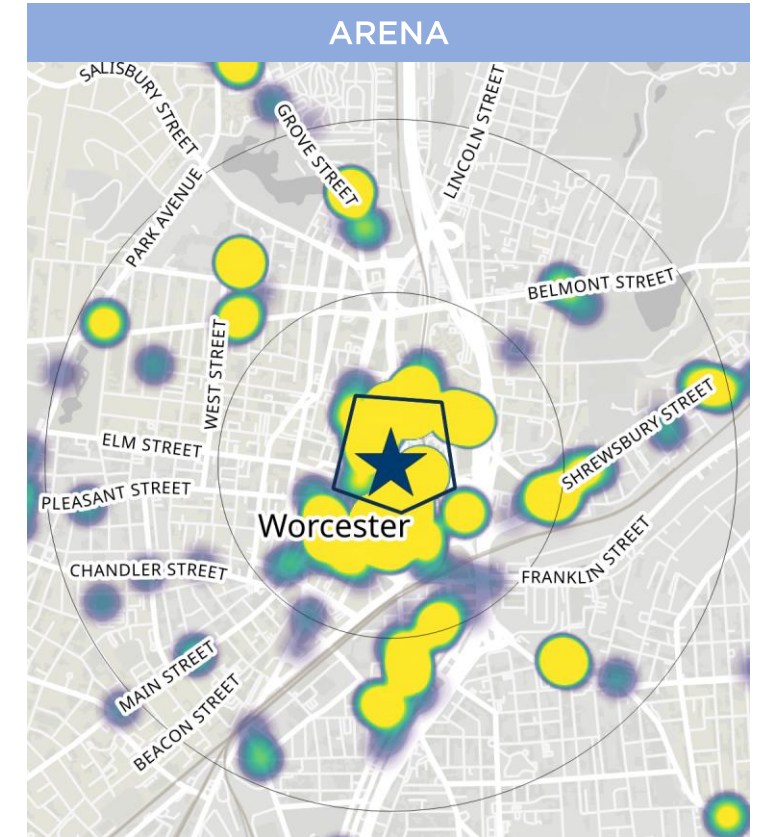 ARENA
SALISBURY STREET
GROVE STREET
LINCOLN STREET
PARK AVENUE
BELMONT STREET
WEST STREET
SHREWSBURY STREET
ELM STREET
PLEASANT STREET
Worcester
CHANDLER STREET
FRANKLIN STREET
MAIN STREET
BEACON STREET